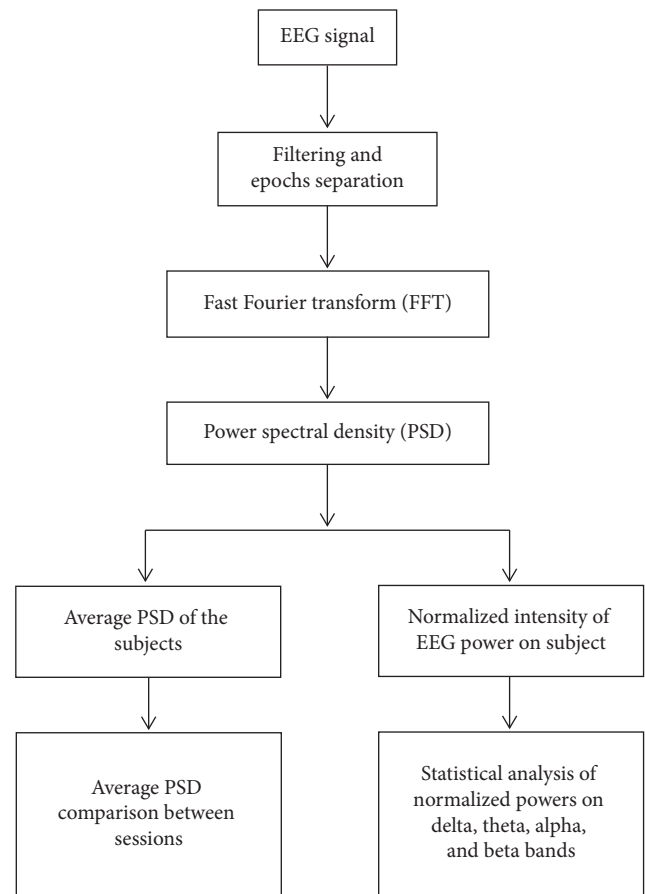 EEG signal
Filtering and
epochs separation
Fast Fourier transform (FFT)
Power spectral density (PSD)
Average PSD of the
subjects
Normalized intensity of
EEG power on subject
Average PSD
comparison between
sessions
Statistical analysis of
normalized powers on
delta, theta, alpha,
and beta bands